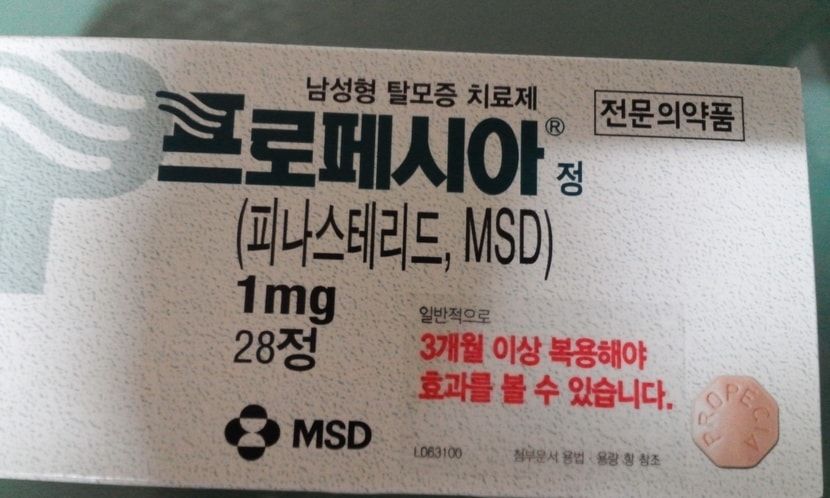 남성형 탈모증 치료제
전문의약품
프로페시아® 정
(피나스테리드, MSD)
1mg
28정
일반적으로
3개월 이상 복용해야
효과를 볼 수 있습니다.
PROPECIA
MSD
L063100
첨부문서 용법·용량 항 참조